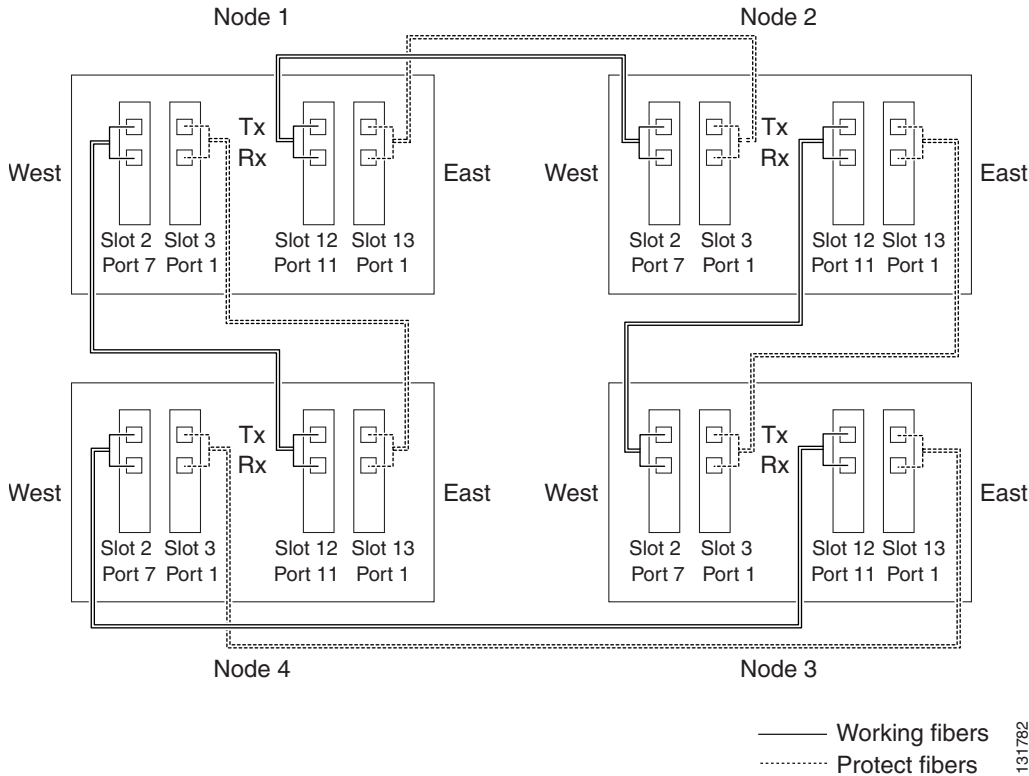 Node 1
Node 2
Tx
Rx
West
East
Slot 2 Slot 3
Port 7 Port 1
Slot 12 Slot 13
Port 11 Port 1
Tx
Rx
West
East
Slot 2 Slot 3
Port 7 Port 1
Slot 12 Slot 13
Port 11 Port 1
Tx
Rx
West
East
Slot 2 Slot 3
Port 7 Port 1
Slot 12 Slot 13
Port 11 Port 1
Tx
Rx
West
East
Slot 2 Slot 3
Port 7 Port 1
Slot 12 Slot 13
Port 11 Port 1
Node 4
Node 3
Working fibers
Protect fibers
131782